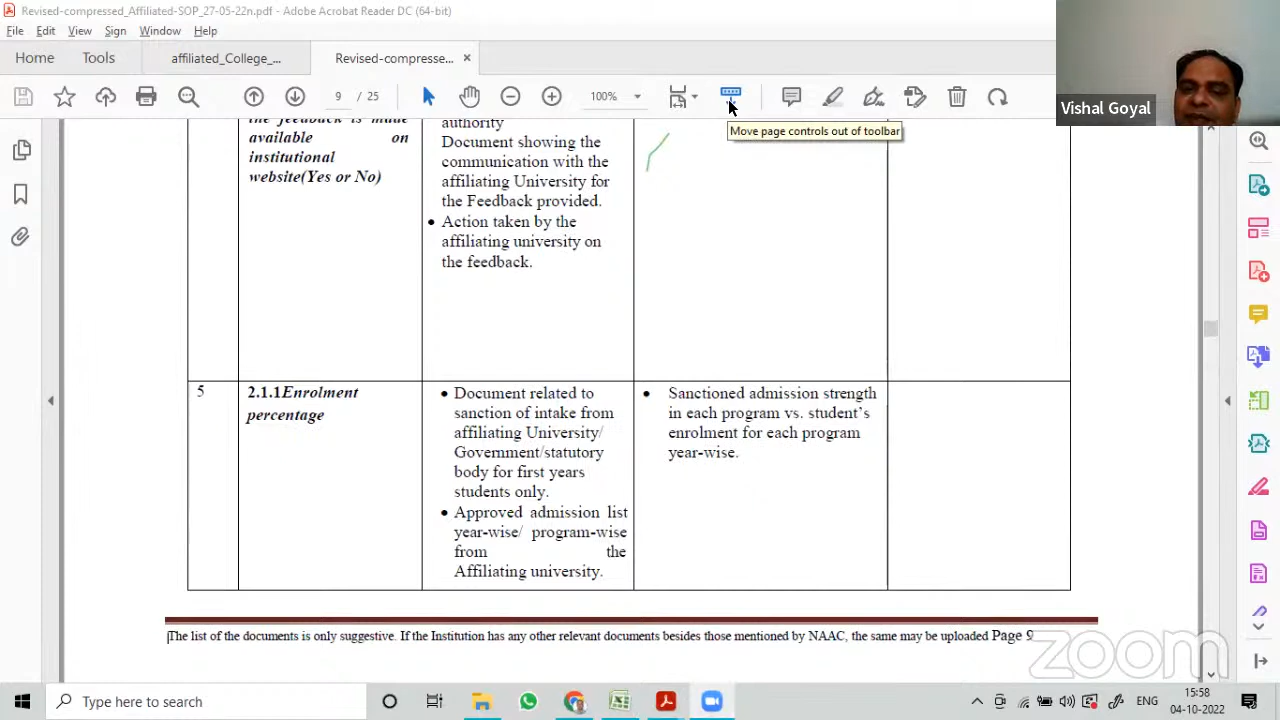 Revised-compressed_Affiliated-SOP_27-05-22n.pdf - Adobe Acrobat Reader DC (64-bit)
File Edit View Sign Window Help
Home Tools affiliated_College_... Revised-compresse... ×
9 / 25 100%
Vishal Goyal
Move page controls out of toolbar
the feedback is made
available on
institutional
website(Yes or No)
authority
Document showing the
communication with the
affiliating University for
the Feedback provided.
• Action taken by the
affiliating university on
the feedback.
5
2.1.1Enrolment
percentage
• Document related to
sanction of intake from
affiliating University/
Government/statutory
body for first years
students only.
• Approved admission list
year-wise/ program-wise
from the
Affiliating university.
• Sanctioned admission strength
in each program vs. student's
enrolment for each program
year-wise.
The list of the documents is only suggestive. If the Institution has any other relevant documents besides those mentioned by NAAC, the same may be uploaded Page 9
zoom
Type here to search
ENG
15:58
04-10-2022